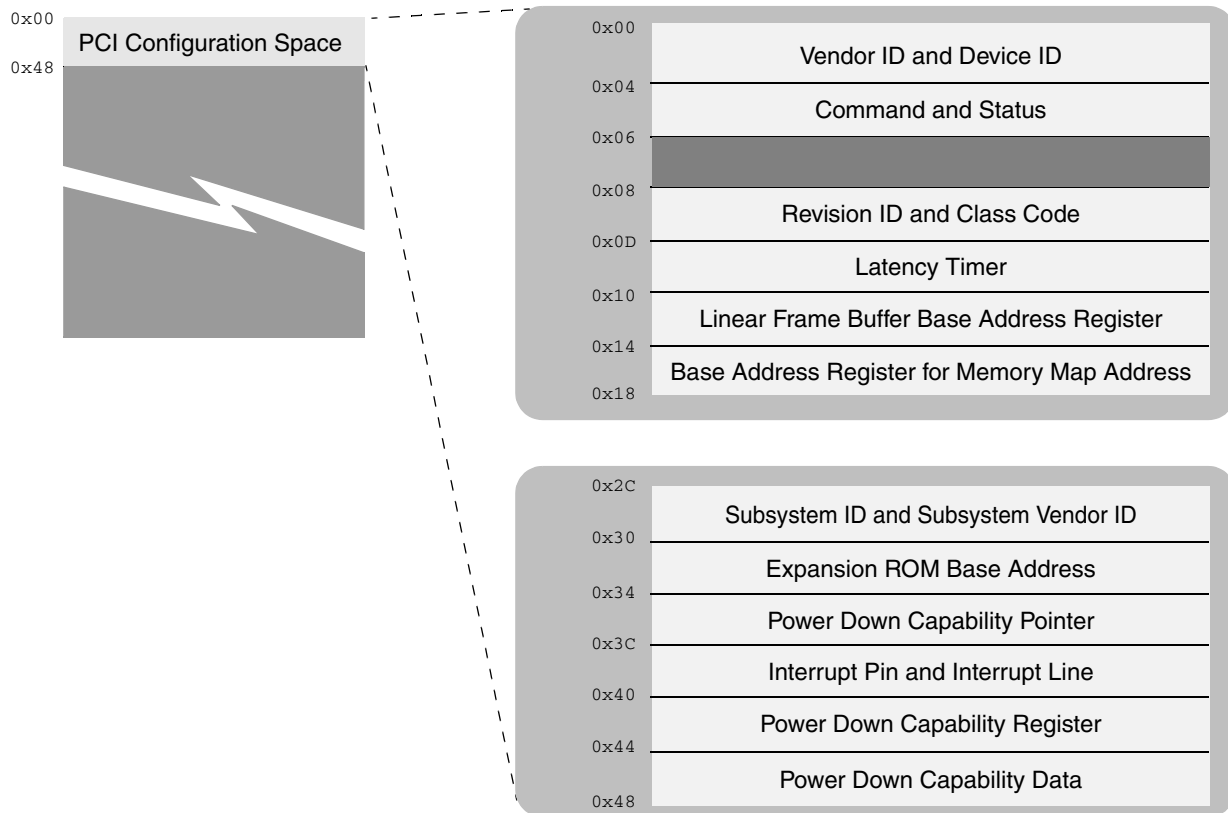 0x00
PCI Configuration Space
0x48
0x00
Vendor ID and Device ID
0x04
Command and Status
0x06
0x08
Revision ID and Class Code
0x0D
Latency Timer
0x10
Linear Frame Buffer Base Address Register
0x14
Base Address Register for Memory Map Address
0x18
0x2C
Subsystem ID and Subsystem Vendor ID
0x30
Expansion ROM Base Address
0x34
Power Down Capability Pointer
0x3C
Interrupt Pin and Interrupt Line
0x40
Power Down Capability Register
0x44
Power Down Capability Data
0x48